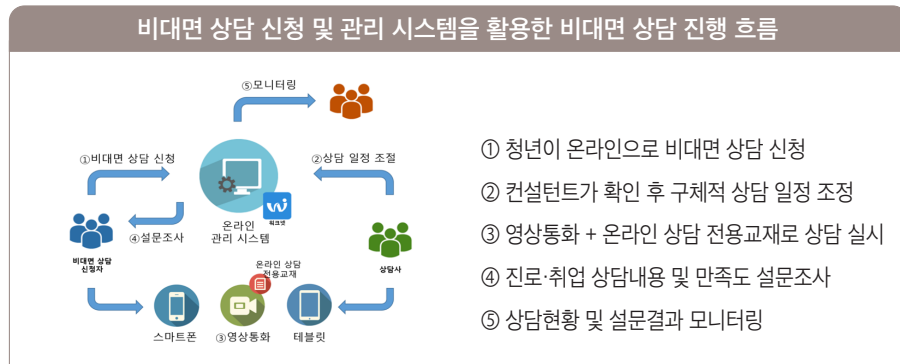 비대면 상담 신청 및 관리 시스템을 활용한 비대면 상담 진행 흐름
⑤모니터링
①비대면 상담 신청
②상담 일정 조절
워크넷
온라인
관리 시스템
④설문조사
비대면 상담
신청자
상담사
온라인 상담
전용교재
스마트폰
③영상통화
테블릿
① 청년이 온라인으로 비대면 상담 신청
② 컨설턴트가 확인 후 구체적 상담 일정 조정
③ 영상통화 + 온라인 상담 전용교재로 상담 실시
④ 진로·취업 상담내용 및 만족도 설문조사
⑤ 상담현황 및 설문결과 모니터링